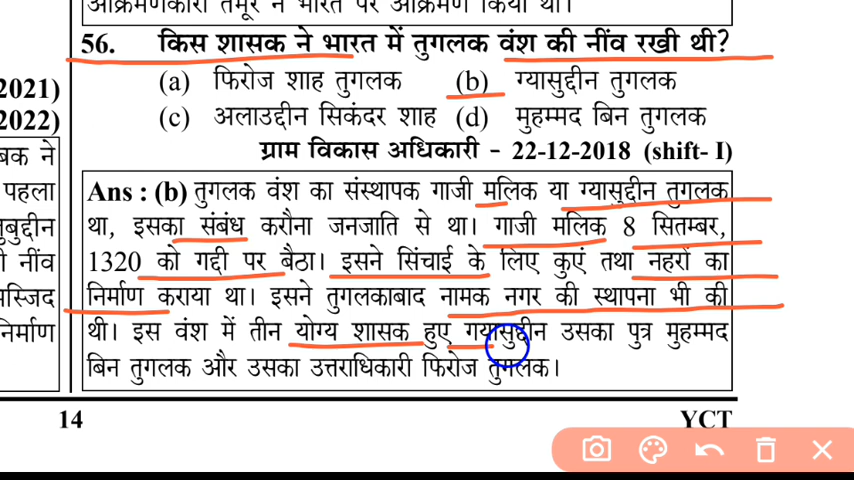 आक्रमणकारी तैमूर ने भारत पर आक्रमण किया था।
56. किस शासक ने भारत में तुगलक वंश की नींव रखी थी?
(a) फिरोज शाह तुगलक (b) ग्यासुद्दीन तुगलक
(c) अलाउद्दीन सिकंदर शाह (d) मुहम्मद बिन तुगलक
ग्राम विकास अधिकारी - 22-12-2018 (shift- I)
Ans : (b) तुगलक वंश का संस्थापक गाजी मलिक या ग्यासुद्दीन तुगलक
था, इसका संबंध करौना जनजाति से था। गाजी मलिक 8 सितम्बर,
1320 को गद्दी पर बैठा। इसने सिंचाई के लिए कुएं तथा नहरों का
निर्माण कराया था। इसने तुगलकाबाद नामक नगर की स्थापना भी की
थी। इस वंश में तीन योग्य शासक हुए गयासुद्दीन उसका पुत्र मुहम्मद
बिन तुगलक और उसका उत्तराधिकारी फिरोज तुगलक।
14 YCT
2021)
2022)
ने
पहला
नींव
निर्माण